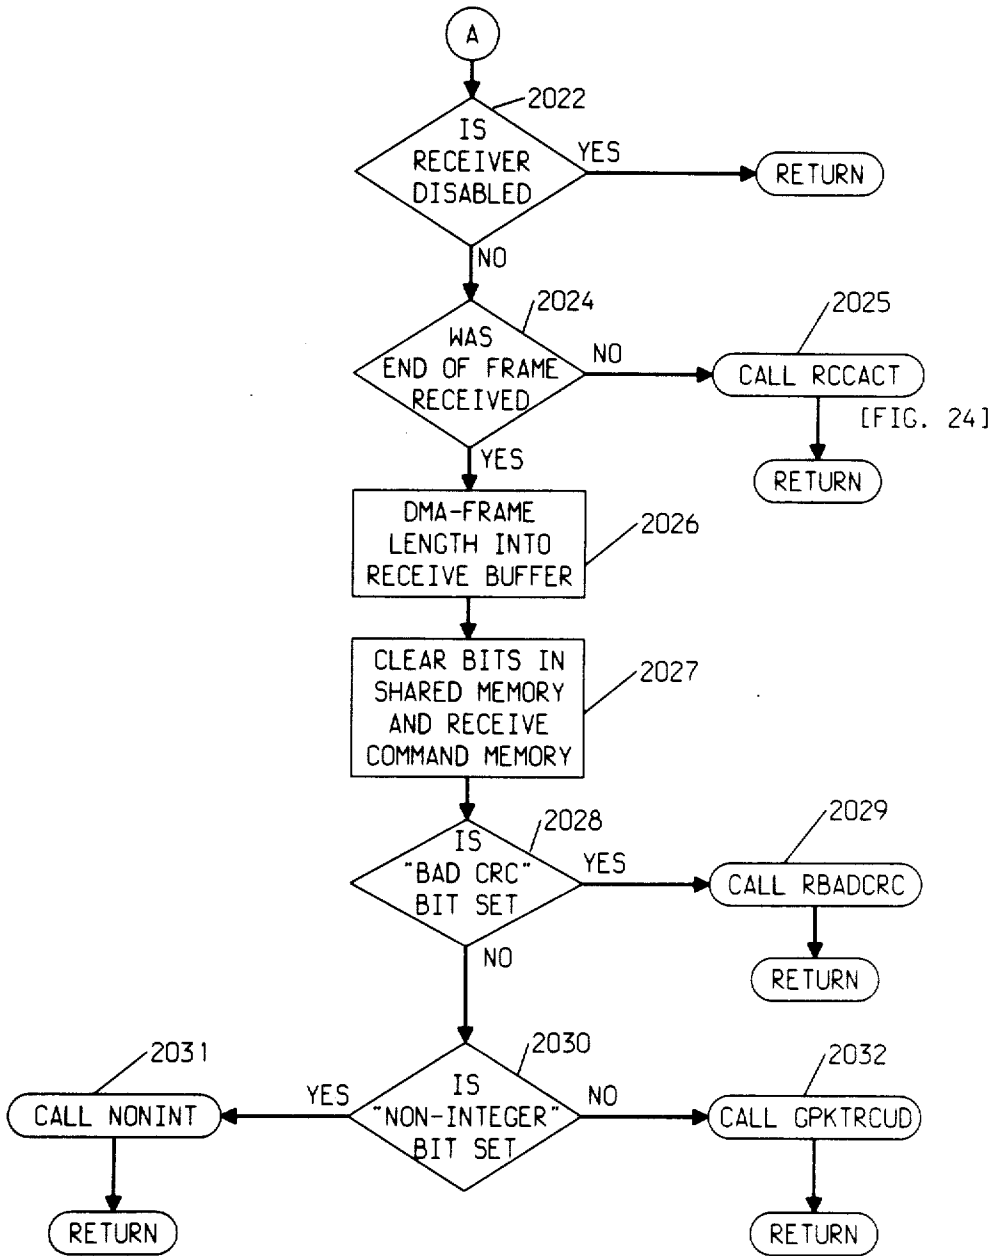 A
2022
IS
RECEIVER
DISABLED
YES
RETURN
NO
2024
WAS
END OF FRAME
RECEIVED
NO
2025
CALL RCCACT
[FIG. 24]
RETURN
YES
DMA-FRAME
LENGTH INTO
RECEIVE BUFFER
2026
CLEAR BITS IN
SHARED MEMORY
AND RECEIVE
COMMAND MEMORY
2027
2028
IS
"BAD CRC"
BIT SET
YES
2029
CALL RBADCRC
RETURN
NO
2030
IS
"NON-INTEGER"
BIT SET
YES
2031
CALL NONINT
RETURN
NO
2032
CALL GPKTRCUD
RETURN